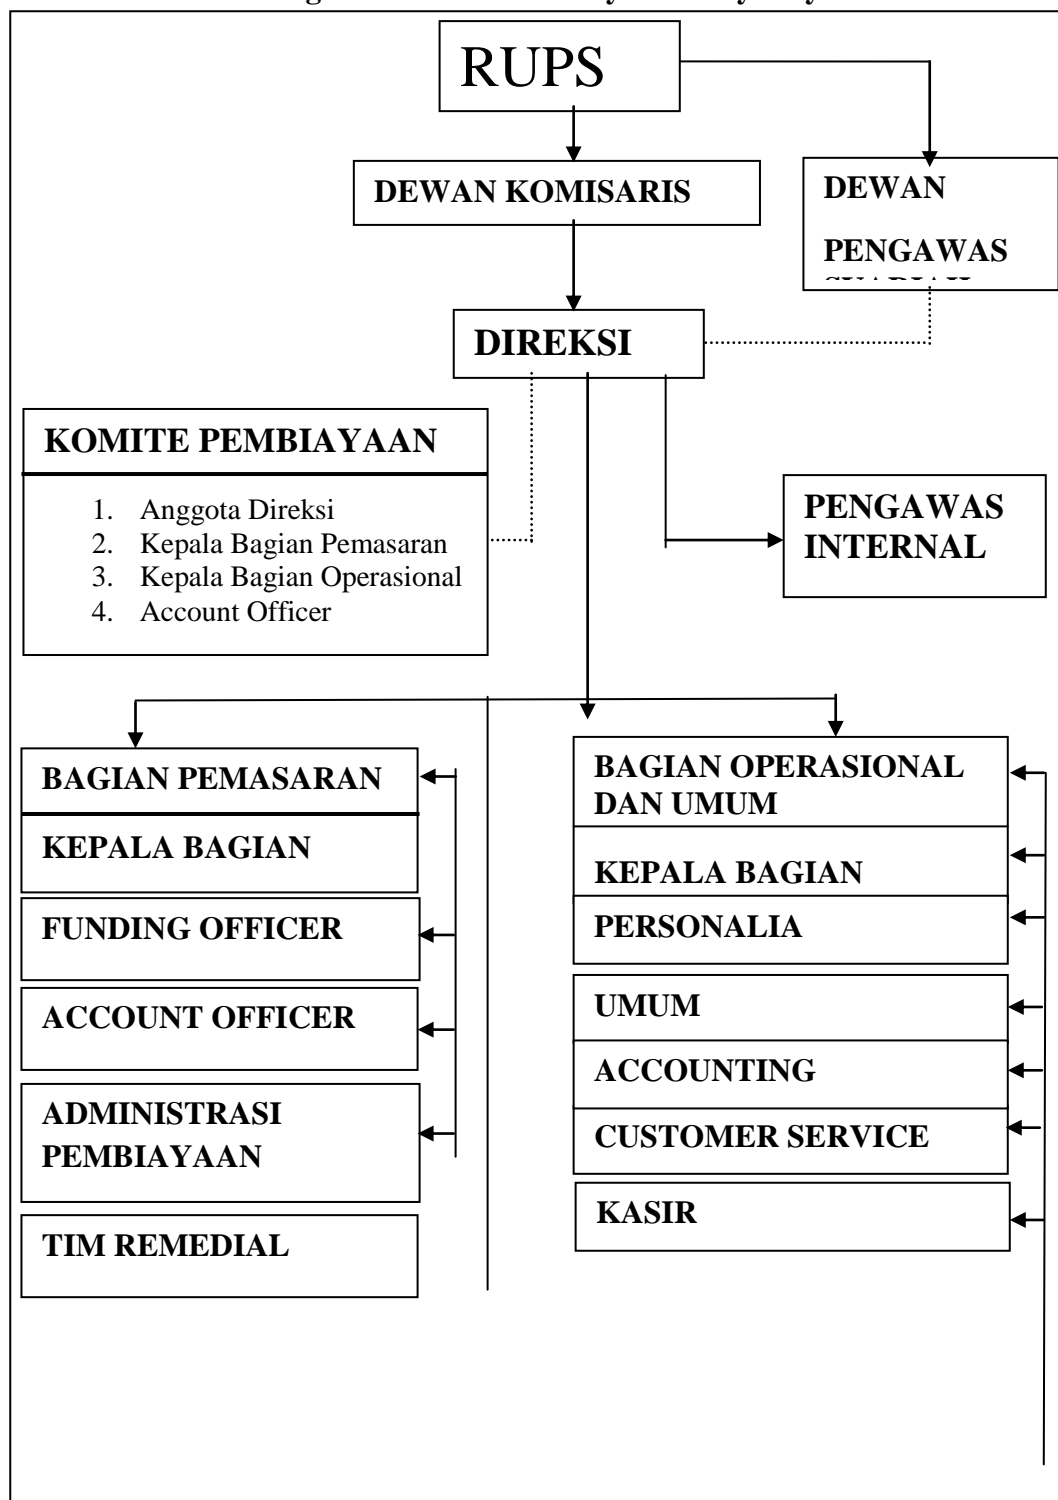 RUPS
DEWAN KOMISARIS
DEWAN
PENGAWAS
DIREKSI
KOMITE PEMBIAYAAN
1. Anggota Direksi
2. Kepala Bagian Pemasaran
3. Kepala Bagian Operasional
4. Account Officer
PENGAWAS
INTERNAL
BAGIAN PEMASARAN
KEPALA BAGIAN
FUNDING OFFICER
ACCOUNT OFFICER
ADMINISTRASI
PEMBIAYAAN
TIM REMEDIAL
BAGIAN OPERASIONAL
DAN UMUM
KEPALA BAGIAN
PERSONALIA
UMUM
ACCOUNTING
CUSTOMER SERVICE
KASIR